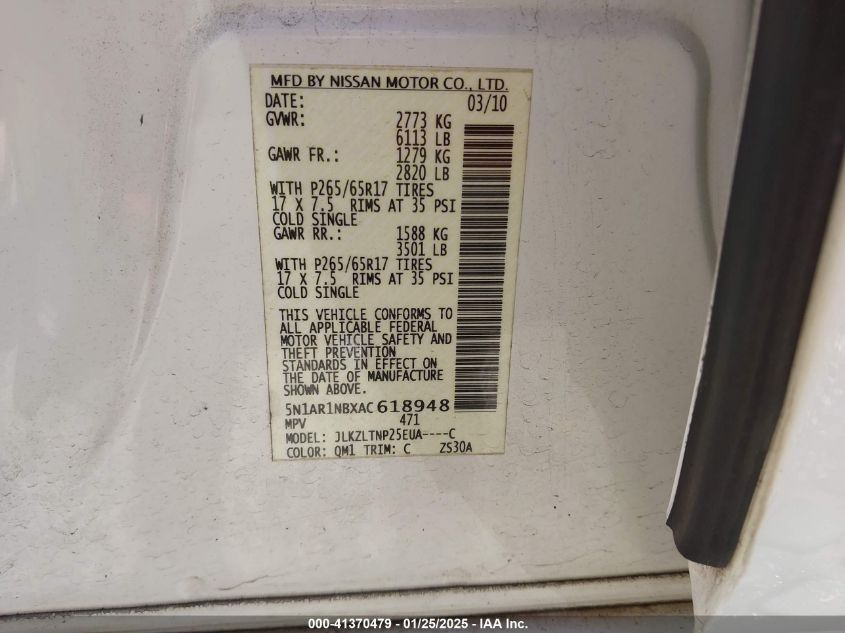 MFD BY NISSAN MOTOR CO., LTD.
DATE: 03/10
GVWR: 2773 KG
6113 LB
GAWR FR.: 1279 KG
2820 LB
WITH P265/65R17 TIRES
17 X 7.5 RIMS AT 35 PSI
COLD SINGLE
GAWR RR.: 1588 KG
3501 LB
WITH P265/65R17 TIRES
17 X 7.5 RIMS AT 35 PSI
COLD SINGLE
THIS VEHICLE CONFORMS TO
ALL APPLICABLE FEDERAL
MOTOR VEHICLE SAFETY AND
THEFT PREVENTION
STANDARDS IN EFFECT ON
THE DATE OF MANUFACTURE
SHOWN ABOVE.
5N1AR1NBXAC618948
MPV 471
MODEL: JLKZLTNP25EUA----C
COLOR: QM1 TRIM: C ZS30A
000-41370479 - 01/25/2025 - IAA Inc.